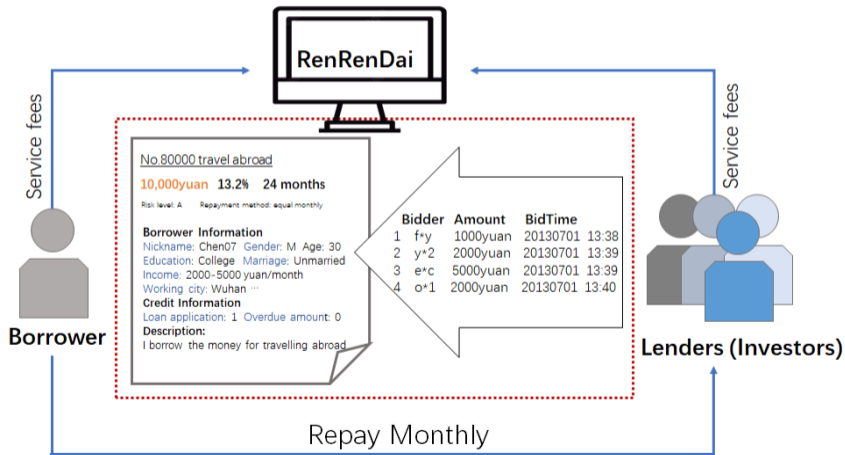 RenRenDai
Service fees
Service fees
No.80000 travel abroad
10,000yuan 13.2% 24 months
Risk level: A Repayment method: equal monthly
Borrower Information
Nickname: Chen07 Gender: M Age: 30
Education: College Marriage: Unmarried
Income: 2000-5000 yuan/month
Working city: Wuhan ···
Credit Information
Loan application: 1 Overdue amount: 0
Description:
I borrow the money for travelling abroad
Bidder Amount BidTime
1 f*y 1000yuan 20130701 13:38
2 y*2 2000yuan 20130701 13:39
3 e*c 5000yuan 20130701 13:39
4 o*1 2000yuan 20130701 13:40
Borrower
Lenders (Investors)
Repay Monthly